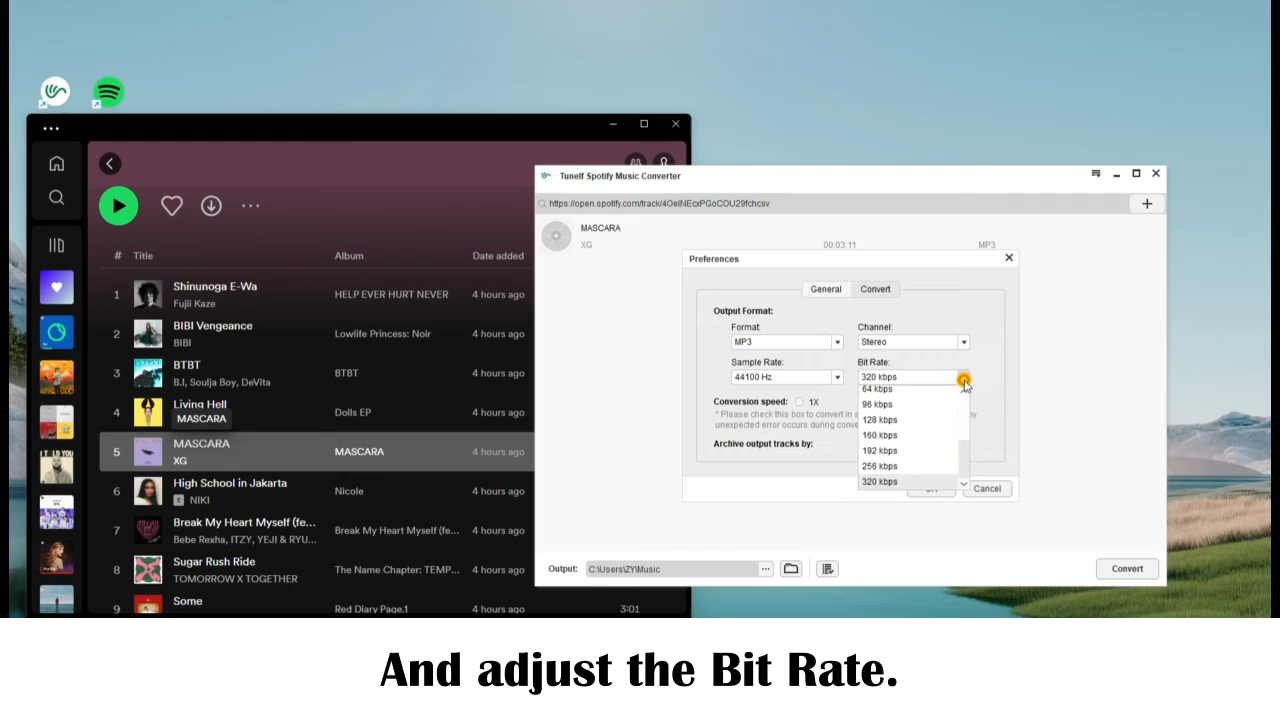 # Title Album Date added
1 Shinunoga E-Wa HELP EVER HURT NEVER 4 hours ago
Fujii Kaze
2 BIBI Vengeance Lowlife Princess: Noir 4 hours ago
BIBI
3 BTBT BTBT 4 hours ago
B.I, Soulja Boy, DeVita
4 Living Hell Dolls EP 4 hours ago
MASCARA
5 MASCARA MASCARA 4 hours ago
XG
6 High School in Jakarta Nicole 4 hours ago
E NIKI
7 Break My Heart Myself (fe... Break My Heart Myself (fe... 4 hours ago
Bebe Rexha, ITZY, YEJI & RYU...
8 Sugar Rush Ride The Name Chapter: TEMP... 4 hours ago
TOMORROW X TOGETHER
9 Some Red Diary Page.1 4 hours ago 3:01
Tunelf Spotify Music Converter
https://open.spotify.com/track/4OelNEcxPGoCOU29fchcsv
MASCARA
XG 00:03:11 MP3
Preferences
General Convert
Output Format:
Format: Channel:
MP3 Stereo
Sample Rate: Bit Rate:
44100 Hz 320 kbps
64 kbps
96 kbps
128 kbps
160 kbps
192 kbps
256 kbps
320 kbps
Conversion speed: 1X
* Please check this box to convert in
unexpected error occurs during conve
Archive output tracks by:
Cancel
Output: C:\Users\ZY\Music Convert
And adjust the Bit Rate.